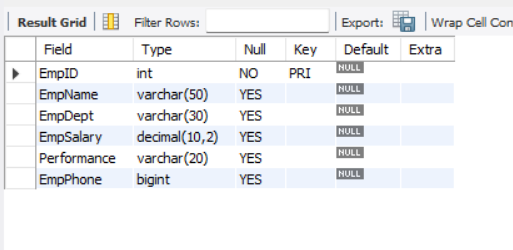 Result Grid Filter Rows: Export: Wrap Cell Con
Field Type Null Key Default Extra
EmpID int NO PRI NULL
EmpName varchar(50) YES NULL
EmpDept varchar(30) YES NULL
EmpSalary decimal(10,2) YES NULL
Performance varchar(20) YES NULL
EmpPhone bigint YES NULL